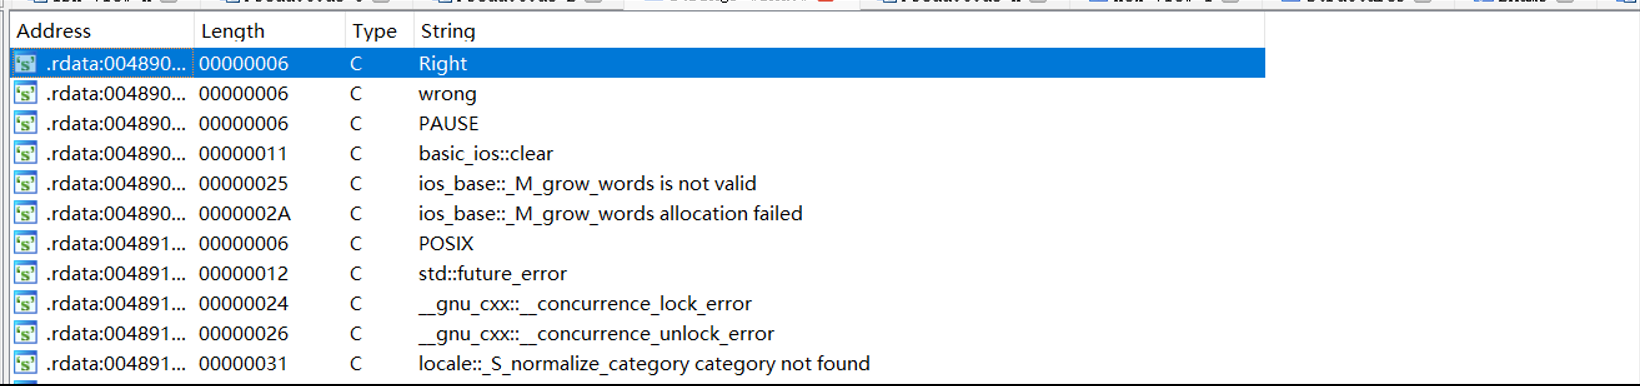 Address Length Type String
.rdata:004890... 00000006 C Right
.rdata:004890... 00000006 C wrong
.rdata:004890... 00000006 C PAUSE
.rdata:004890... 00000011 C basic_ios::clear
.rdata:004890... 00000025 C ios_base::_M_grow_words is not valid
.rdata:004890... 0000002A C ios_base::_M_grow_words allocation failed
.rdata:004891... 00000006 C POSIX
.rdata:004891... 00000012 C std::future_error
.rdata:004891... 00000024 C __gnu_cxx::__concurrence_lock_error
.rdata:004891... 00000026 C __gnu_cxx::__concurrence_unlock_error
.rdata:004891... 00000031 C locale::_S_normalize_category category not found